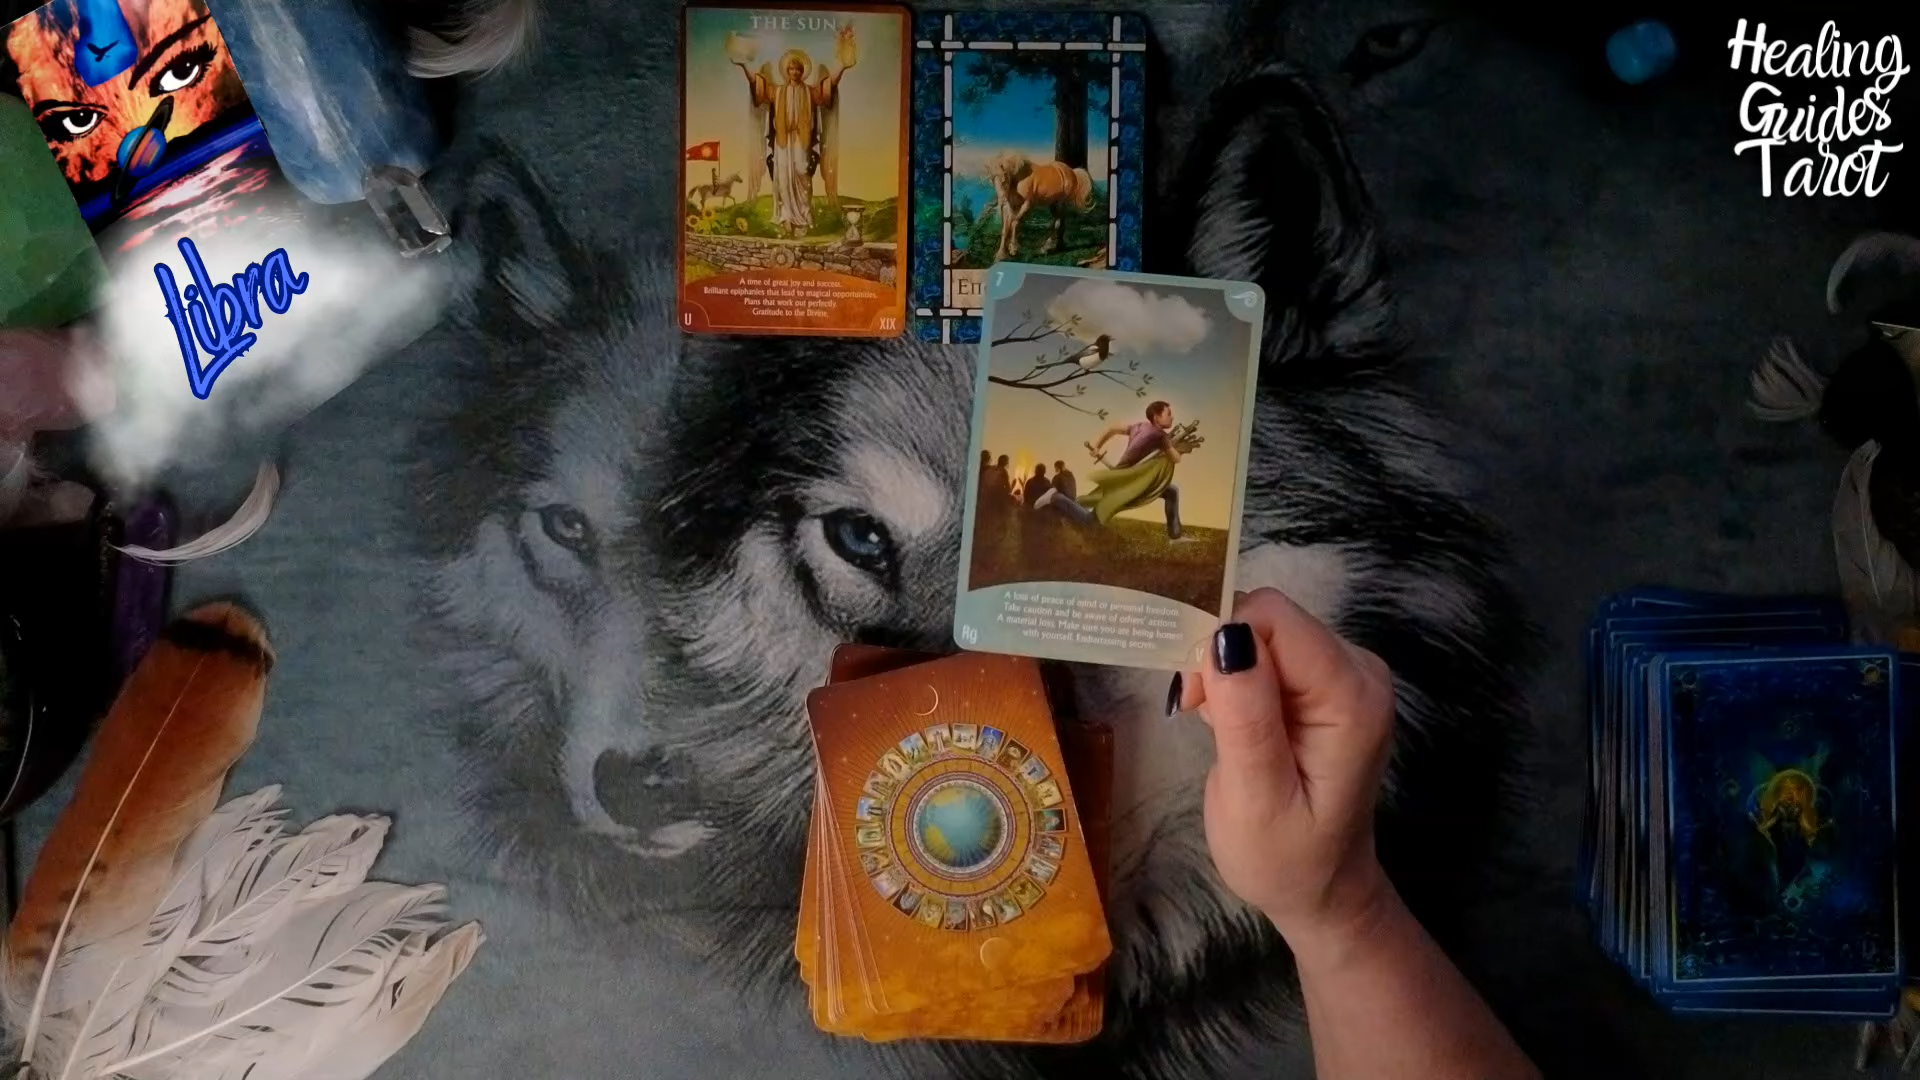 THE SUN
A time of great joy and success.
Brilliant epiphanies that lead to magical opportunities.
Plans that work out perfectly.
Gratitude to the Divine.
U
XIX
7
A loss of peace of mind or personal freedom.
Take caution and be aware of others' actions.
A material loss. Make sure you are being honest
with yourself. Embarrassing secrets.
Rg
Libra
Healing
Guides
Tarot